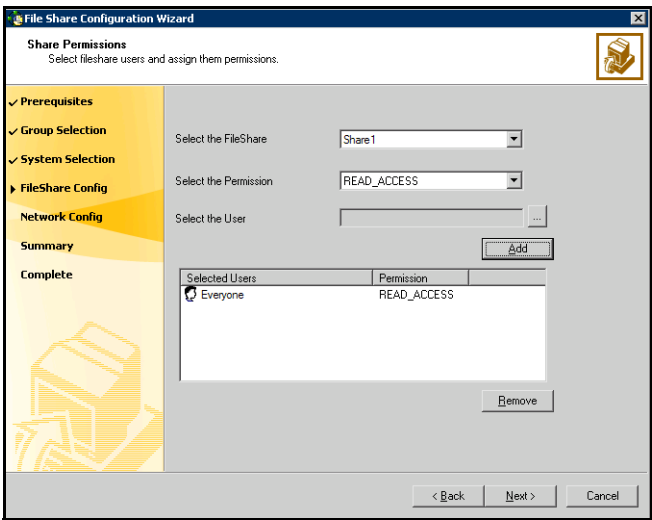 File Share Configuration Wizard
Share Permissions
Select fileshare users and assign them permissions.
Prerequisites
Group Selection
System Selection
FileShare Config
Network Config
Summary
Complete
Select the FileShare
Share1
Select the Permission
READ_ACCESS
Select the User
...
Add
Selected Users Permission
Everyone READ_ACCESS
Remove
< Back Next > Cancel